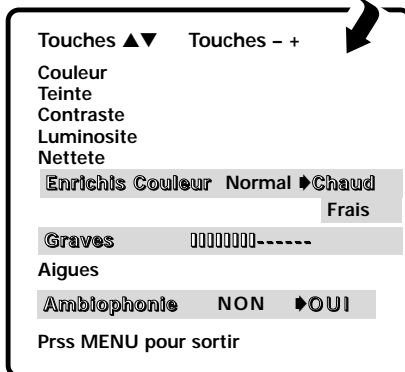 Touches ▲▼ Touches – +
Couleur
Teinte
Contraste
Luminosite
Nettete
Enrichis Couleur Normal ➧Chaud
Frais
Graves
Aigues
Ambiophonie NON ➧OUI
Prss MENU pour sortir